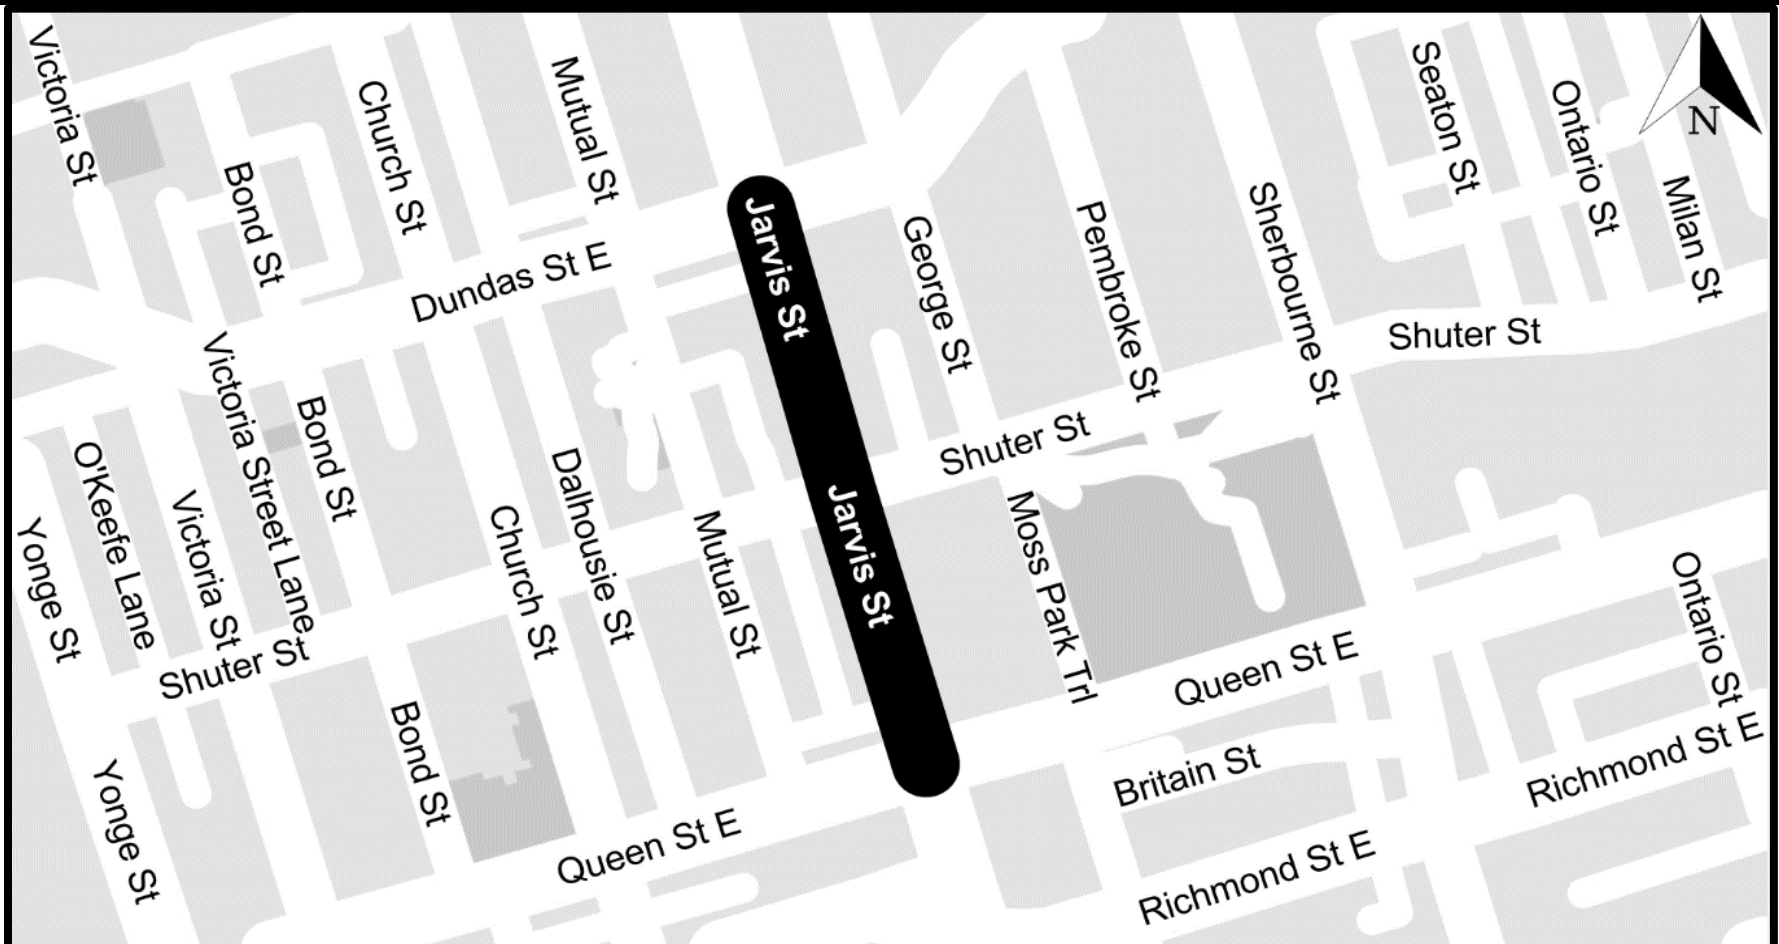 Victoria St
Bond St
Church St
Mutual St
Seaton St
Ontario St
Milan St
N
Dundas St E
Jarvis St
George St
Pembroke St
Sherbourne St
Shuter St
Yonge St
O'Keefe Lane
Victoria St
Victoria Street Lane
Bond St
Church St
Dalhousie St
Mutual St
Jarvis St
Shuter St
Moss Park Trl
Ontario St
Shuter St
Queen St E
Yonge St
Bond St
Queen St E
Britain St
Richmond St E
Richmond St E